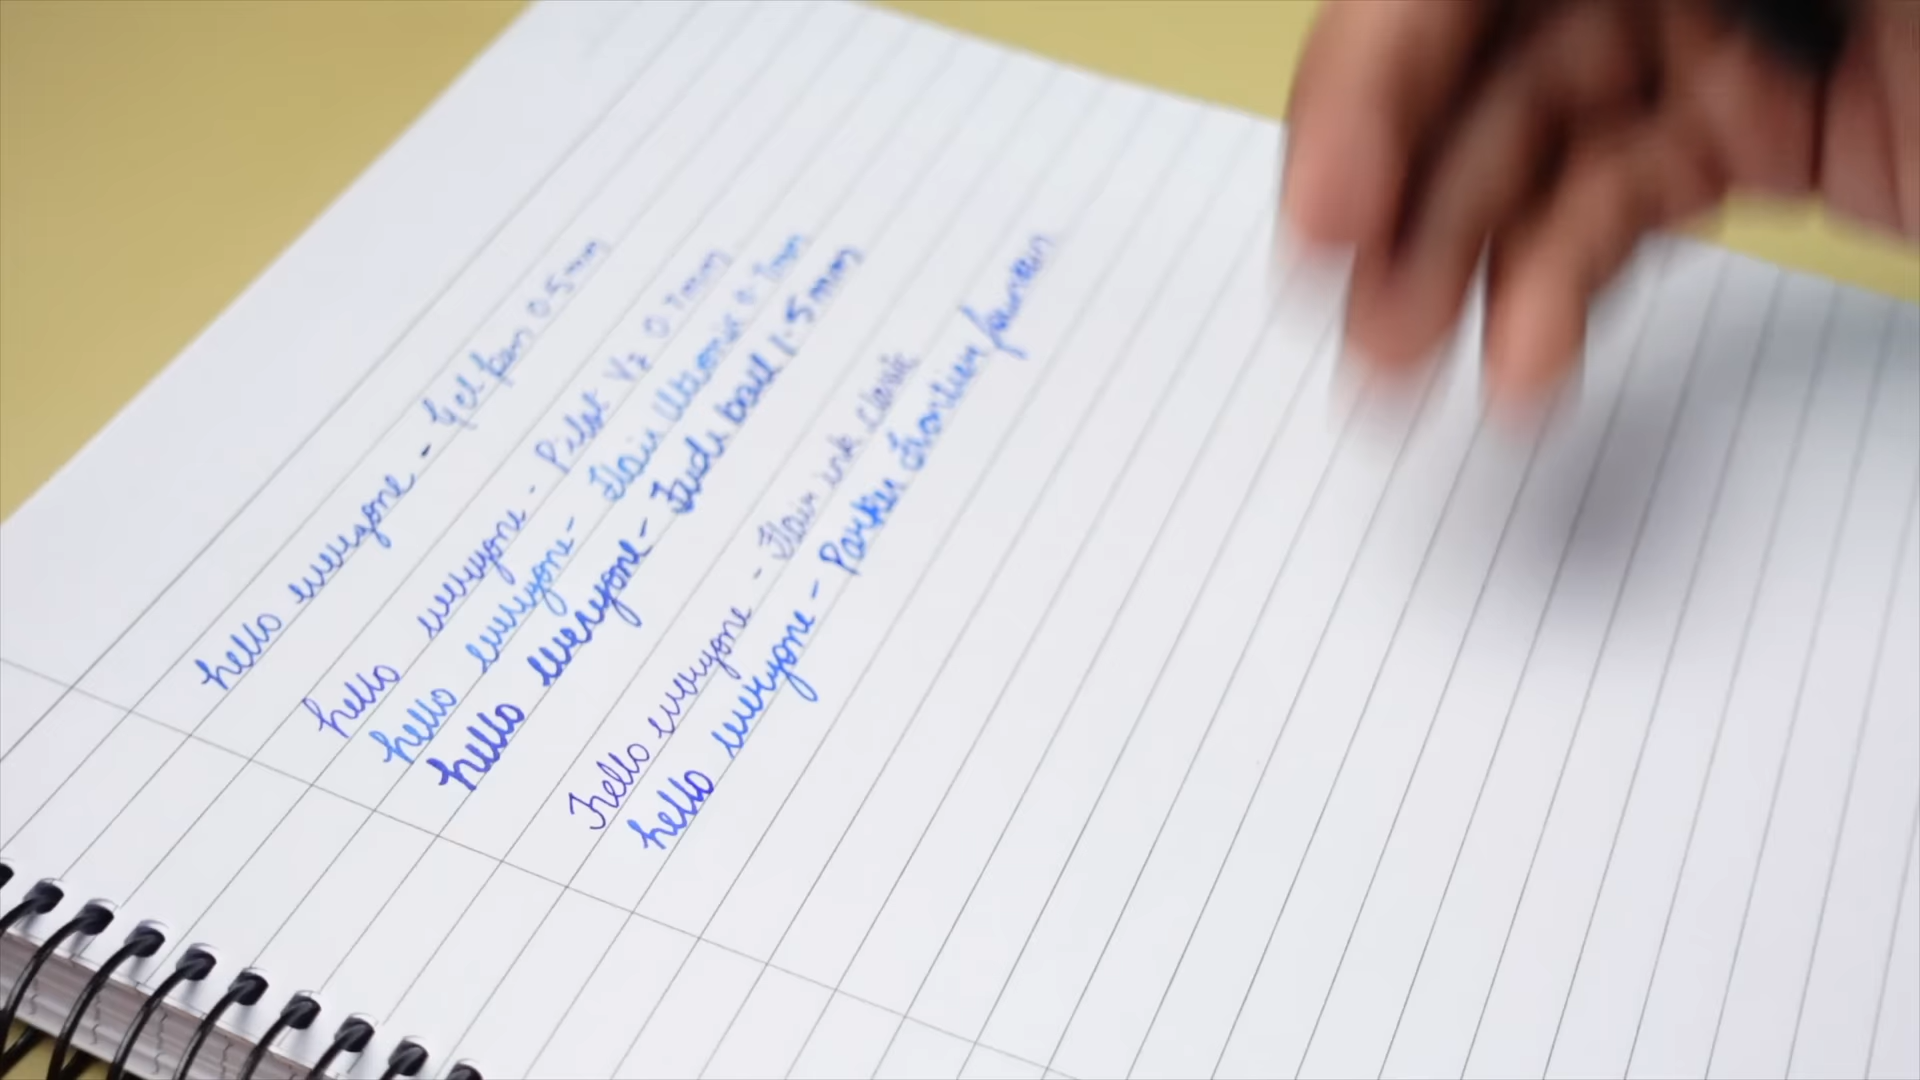 hello everyone - Gel pen 0.5mm
hello everyone - Pilot V7 0.7mm
hello everyone - Flair 0.7mm
hello everyone - ball 1.5mm
Hello everyone - Flair ink classic
hello everyone - Parker Frontier fountain